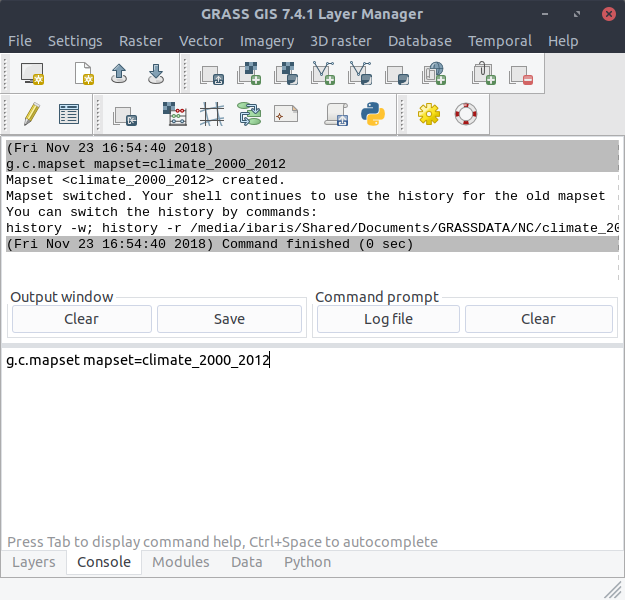 GRASS GIS 7.4.1 Layer Manager
File Settings Raster Vector Imagery 3D raster Database Temporal Help
(Fri Nov 23 16:54:40 2018)
g.c.mapset mapset=climate_2000_2012
Mapset <climate_2000_2012> created.
Mapset switched. Your shell continues to use the history for the old mapset
You can switch the history by commands:
history -w; history -r /media/ibaris/Shared/Documents/GRASSDATA/NC/climate_20
(Fri Nov 23 16:54:40 2018) Command finished (0 sec)
Output window Command prompt
Clear Save Log file Clear
g.c.mapset mapset=climate_2000_2012
Press Tab to display command help, Ctrl+Space to autocomplete
Layers Console Modules Data Python